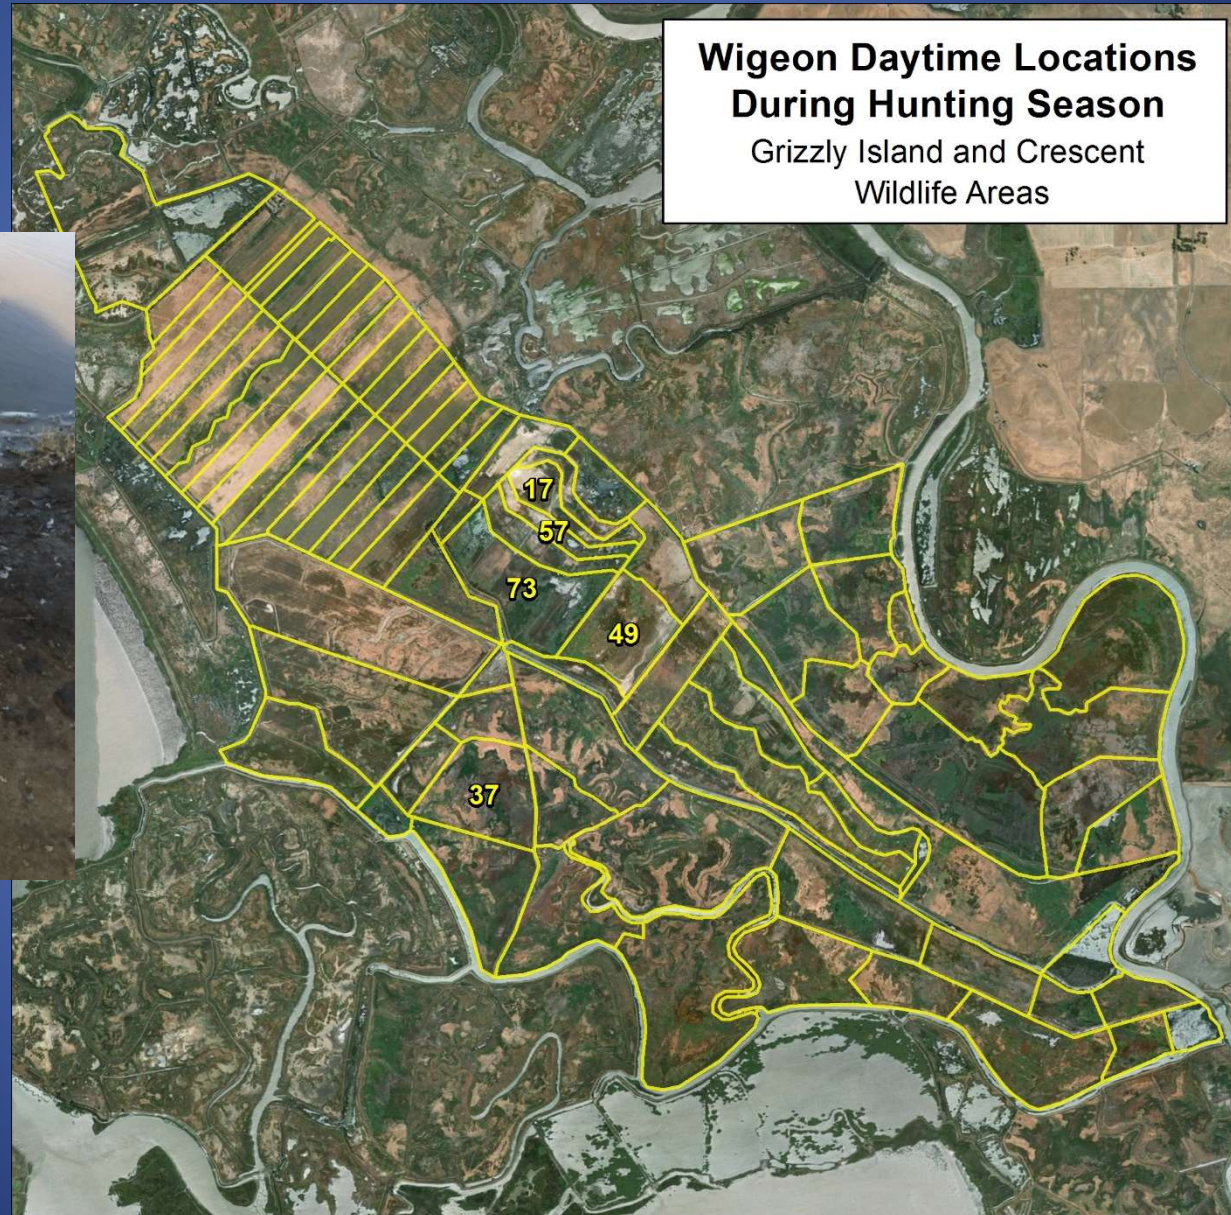 Wigeon Daytime Locations
During Hunting Season
Grizzly Island and Crescent
Wildlife Areas
17
57
73
49
37